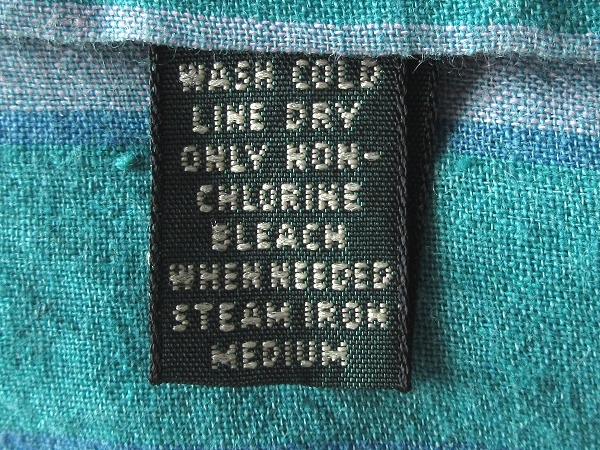 WASH COLD
LINE DRY
ONLY NON-
CHLORINE
BLEACH
WHEN NEEDED
STEAM IRON
MEDIUM